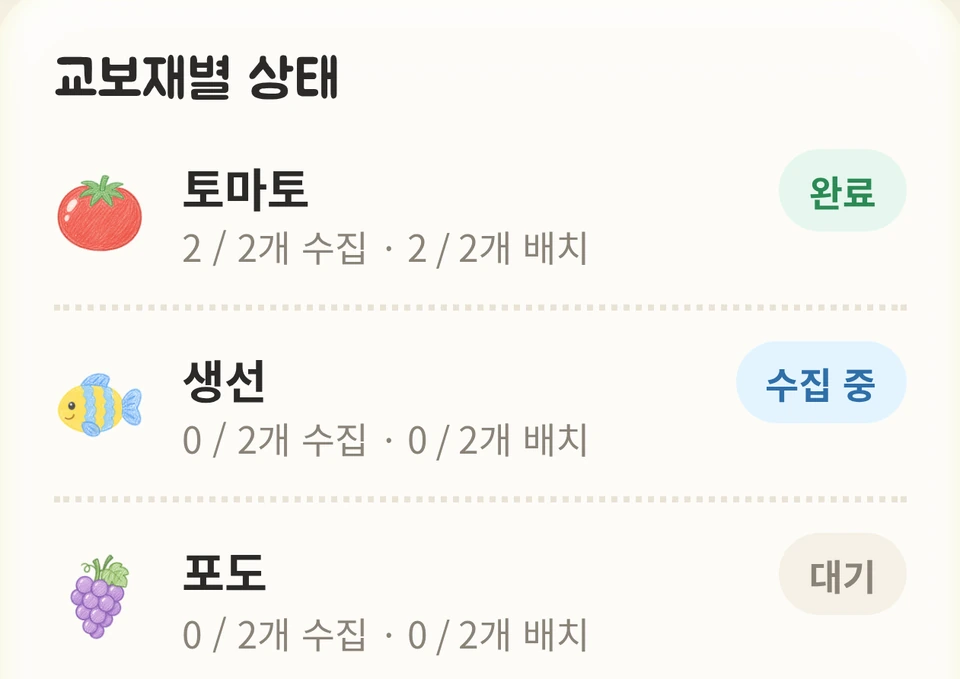 교보재별 상태
토마토
완료
2 / 2개 수집 · 2 / 2개 배치
생선
수집 중
0 / 2개 수집 · 0 / 2개 배치
포도
대기
0 / 2개 수집 · 0 / 2개 배치